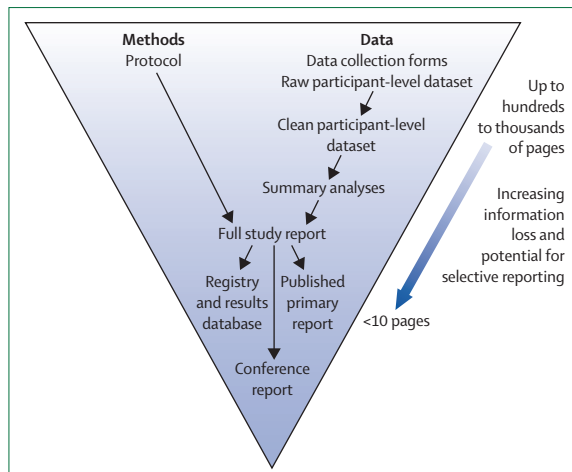 Methods
Protocol
Data
Data collection forms
Raw participant-level dataset
Clean participant-level
dataset
Summary analyses
Full study report
Registry
and results
database
Published
primary
report
Conference
report
Up to
hundreds
to thousands
of pages
Increasing
information
loss and
potential for
selective reporting
<10 pages